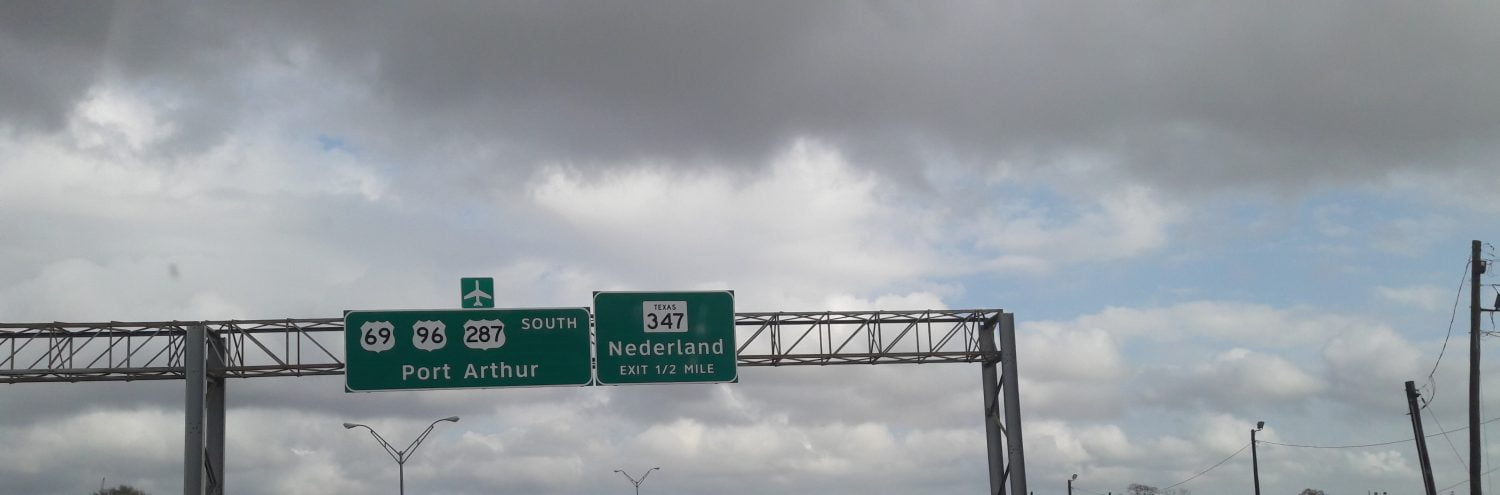 69 96 287 SOUTH
Port Arthur
TEXAS
347
Nederland
EXIT 1/2 MILE